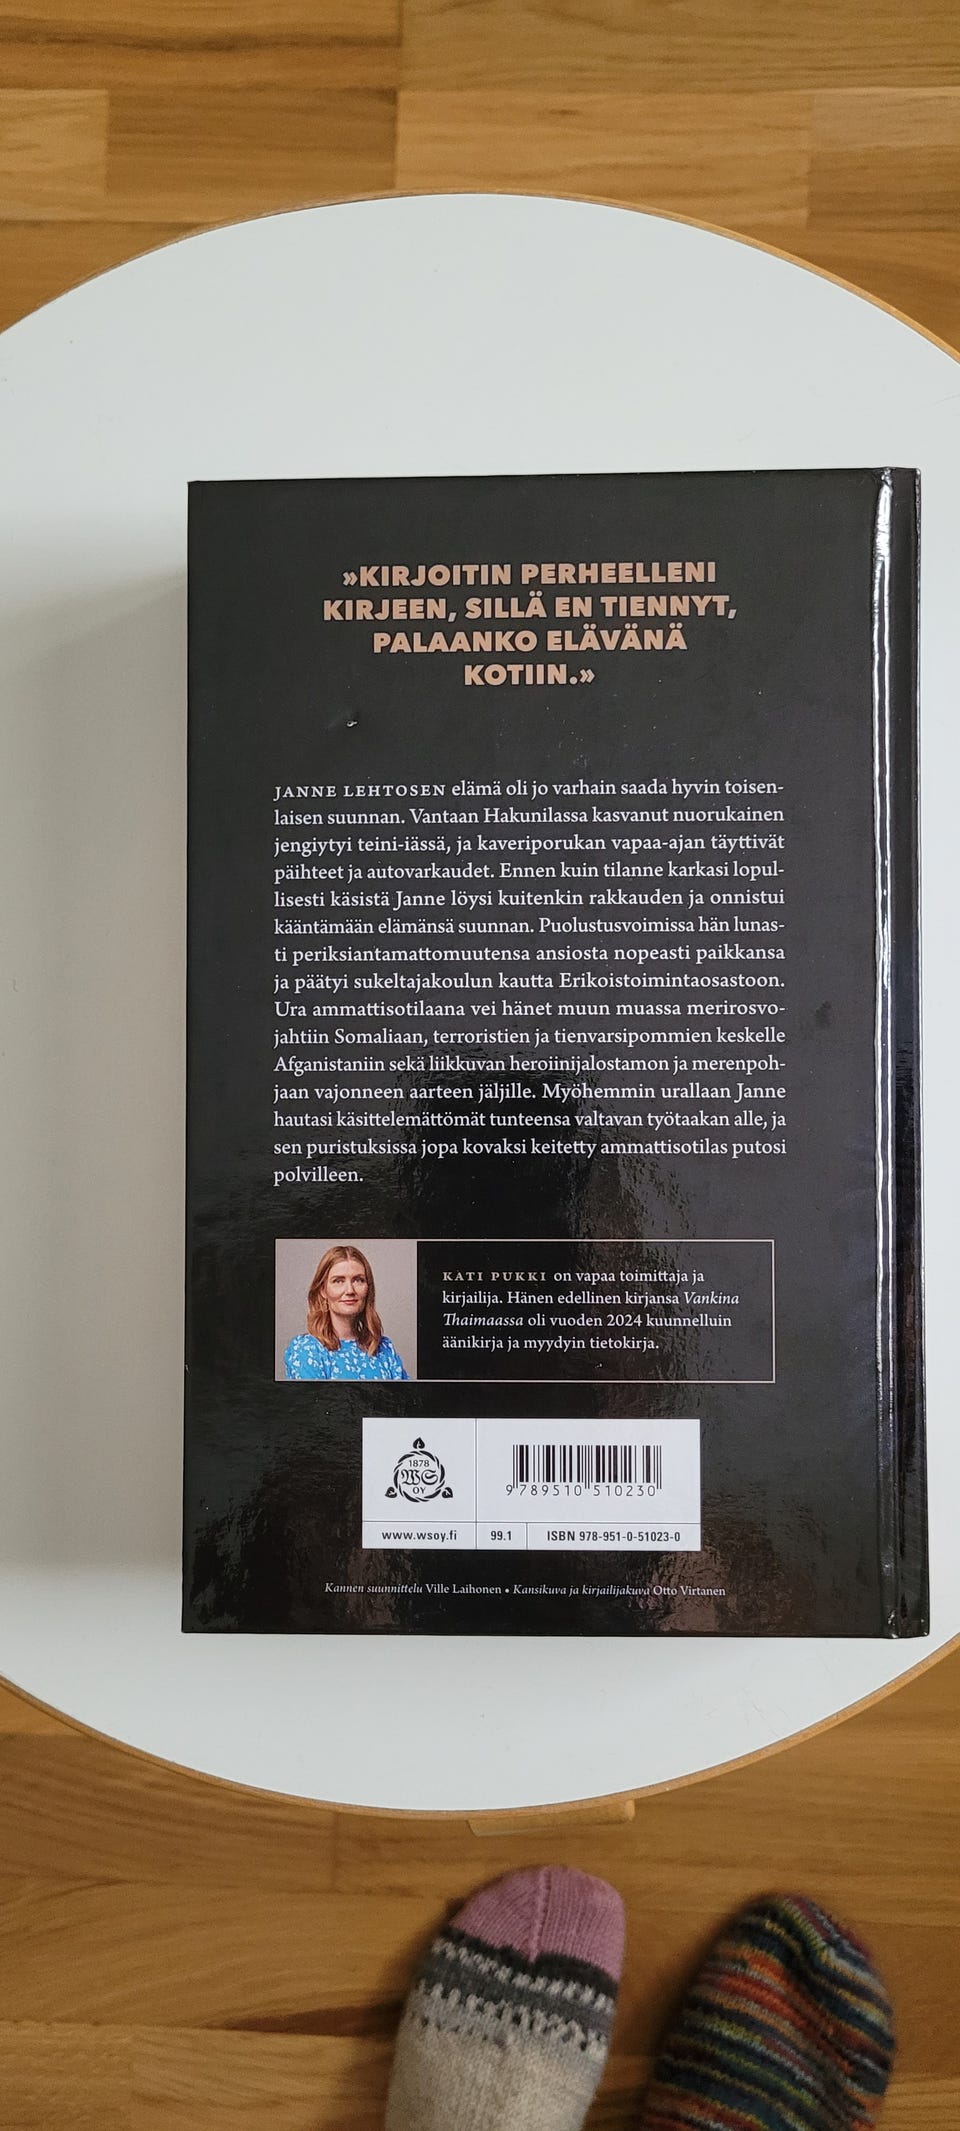 »KIRJOITIN PERHEELLENI
KIRJEEN, SILLÄ EN TIENNYT,
PALAANKO ELÄVÄNÄ
KOTIIN.»
JANNE LEHTOSEN elämä oli jo varhain saada hyvin toisen-
laisen suunnan. Vantaan Hakunilassa kasvanut nuorukainen
jengiytyi teini-iässä, ja kaveriporukan vapaa-ajan täyttivät
päihteet ja autovarkaudet. Ennen kuin tilanne karkasi lopul-
lisesti käsistä Janne löysi kuitenkin rakkauden ja onnistui
kääntämään elämänsä suunnan. Puolustusvoimissa hän lunas-
ti periksiantamattomuutensa ansiosta nopeasti paikkansa
ja päätyi sukeltajakoulun kautta Erikoistoimintaosastoon.
Ura ammattisotilaana vei hänet muun muassa merirosvo-
jahtiin Somaliaan, terroristien ja tienvarsipommien keskelle
Afganistaniin sekä liikkuvan heroiinijalostamon ja merenpoh-
jaan vajonneen aarteen jäljille. Myöhemmin urallaan Janne
hautasi käsittelemättömät tunteensa valtavan työtaakan alle, ja
sen puristuksissa jopa kovaksi keitetty ammattisotilas putosi
polvilleen.
KATI PUKKI on vapaa toimittaja ja
kirjailija. Hänen edellinen kirjansa Vankina
Thaimaassa oli vuoden 2024 kuunnelluin
äänikirja ja myydyin tietokirja.
1878
WS
OY
9 789510 510230
www.wsoy.fi 99.1 ISBN 978-951-0-51023-0
Kannen suunnittelu Ville Laihonen • Kansikuva ja kirjailijakuva Otto Virtanen